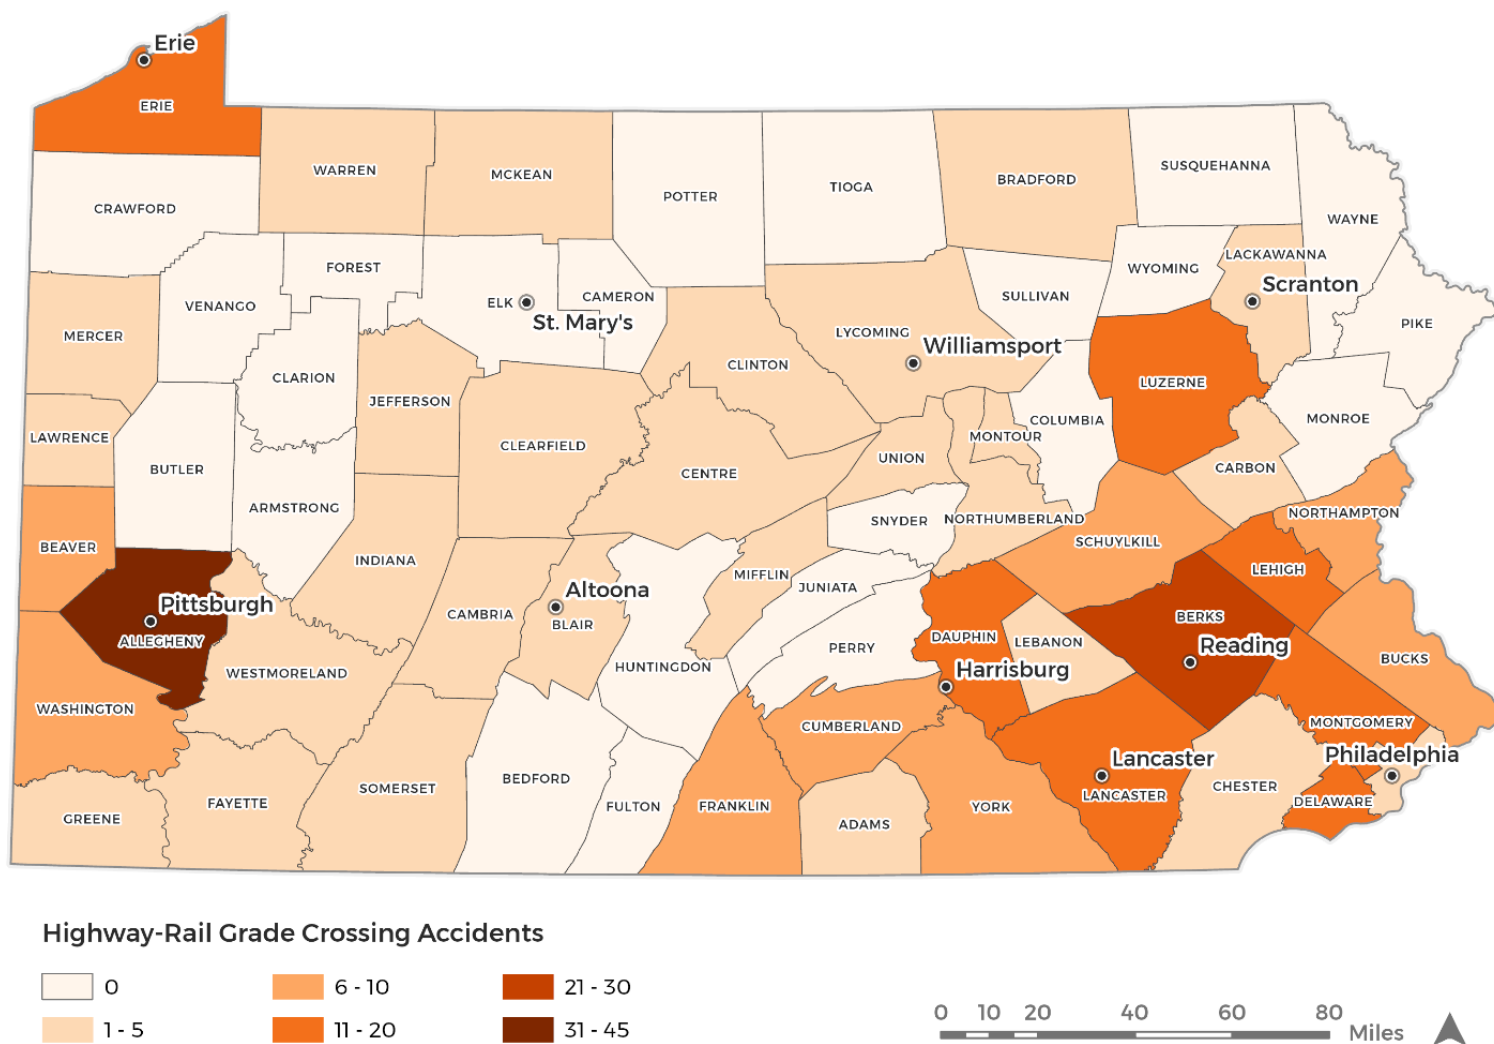 Erie
ERIE
WARREN
MCKEAN
POTTER
TIOGA
BRADFORD
SUSQUEHANNA
WAYNE
CRAWFORD
FOREST
VENANGO
ELK
St. Mary's
CAMERON
SULLIVAN
WYOMING
LACKAWANNA
Scranton
PIKE
MERCER
CLARION
JEFFERSON
CLINTON
LYCOMING
Williamsport
LUZERNE
MONROE
LAWRENCE
BUTLER
ARMSTRONG
CLEARFIELD
CENTRE
UNION
MONTOUR
COLUMBIA
CARBON
BEAVER
INDIANA
SNYDER
NORTHUMBERLAND
SCHUYLKILL
NORTHAMPTON
LEHIGH
Pittsburgh
ALLEGHENY
CAMBRIA
Altoona
BLAIR
MIFFLIN
JUNIATA
PERRY
DAUPHIN
Harrisburg
LEBANON
BERKS
Reading
BUCKS
WESTMORELAND
HUNTINGDON
WASHINGTON
CUMBERLAND
MONTGOMERY
Philadelphia
GREENE
FAYETTE
SOMERSET
BEDFORD
FULTON
FRANKLIN
ADAMS
YORK
Lancaster
LANCASTER
CHESTER
DELAWARE
Highway-Rail Grade Crossing Accidents
0
6 - 10
21 - 30
1 - 5
11 - 20
31 - 45
0 10 20 40 60 80
Miles